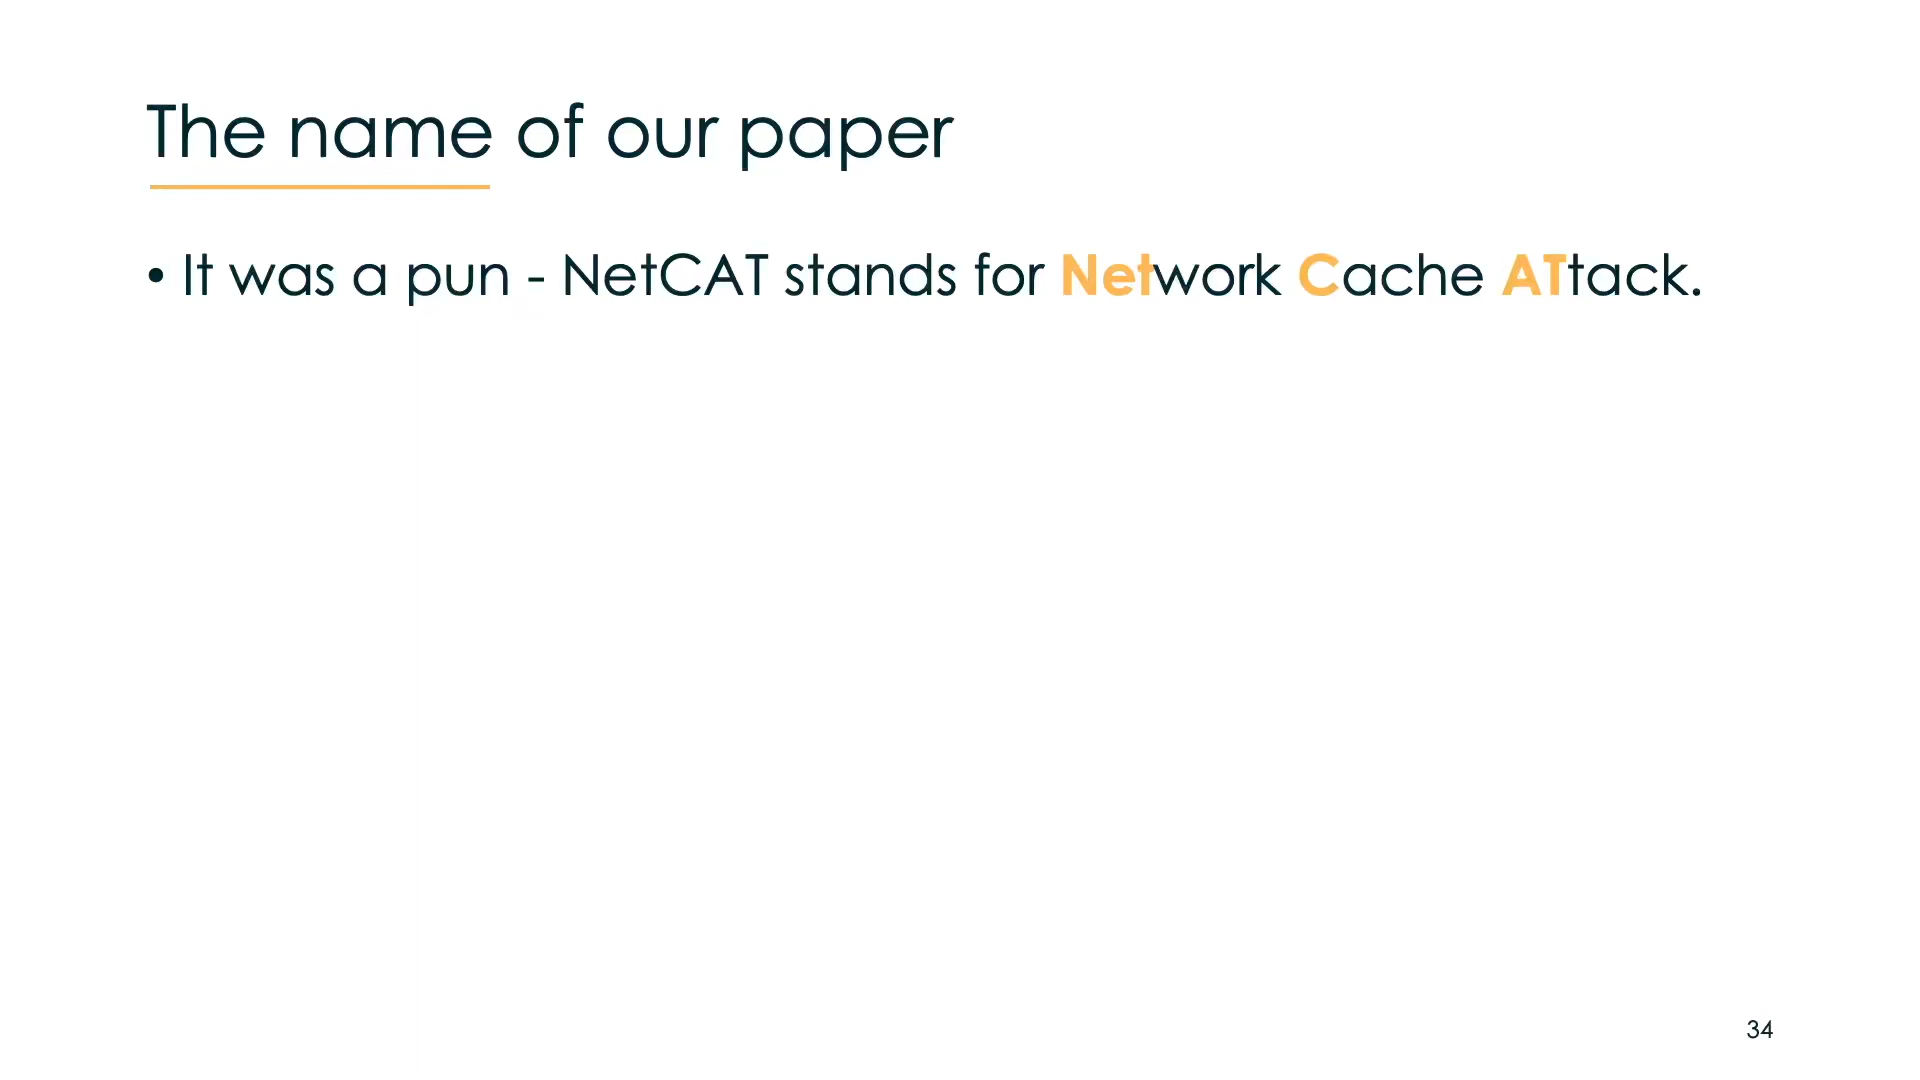 The name of our paper
• It was a pun - NetCAT stands for Network Cache ATtack.
34